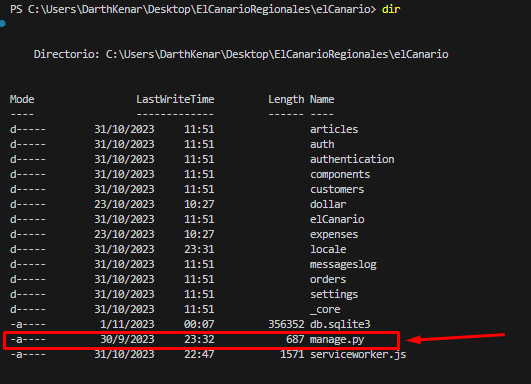 PS C:\Users\DarthKenar\Desktop\ElCanarioRegionales\elCanario> dir
Directorio: C:\Users\DarthKenar\Desktop\ElCanarioRegionales\elCanario
Mode LastWriteTime Length Name
---- ------------- ------ ----
d----- 31/10/2023 11:51 articles
d----- 31/10/2023 11:51 auth
d----- 31/10/2023 11:51 authentication
d----- 31/10/2023 11:51 components
d----- 31/10/2023 11:51 customers
d----- 23/10/2023 10:27 dollar
d----- 31/10/2023 11:51 elCanario
d----- 23/10/2023 10:27 expenses
d----- 31/10/2023 23:31 locale
d----- 31/10/2023 11:51 messageslog
d----- 31/10/2023 11:51 orders
d----- 31/10/2023 11:51 settings
d----- 31/10/2023 11:51 _core
-a---- 1/11/2023 00:07 356352 db.sqlite3
-a---- 30/9/2023 23:32 687 manage.py
-a---- 31/10/2023 22:47 1571 serviceworker.js